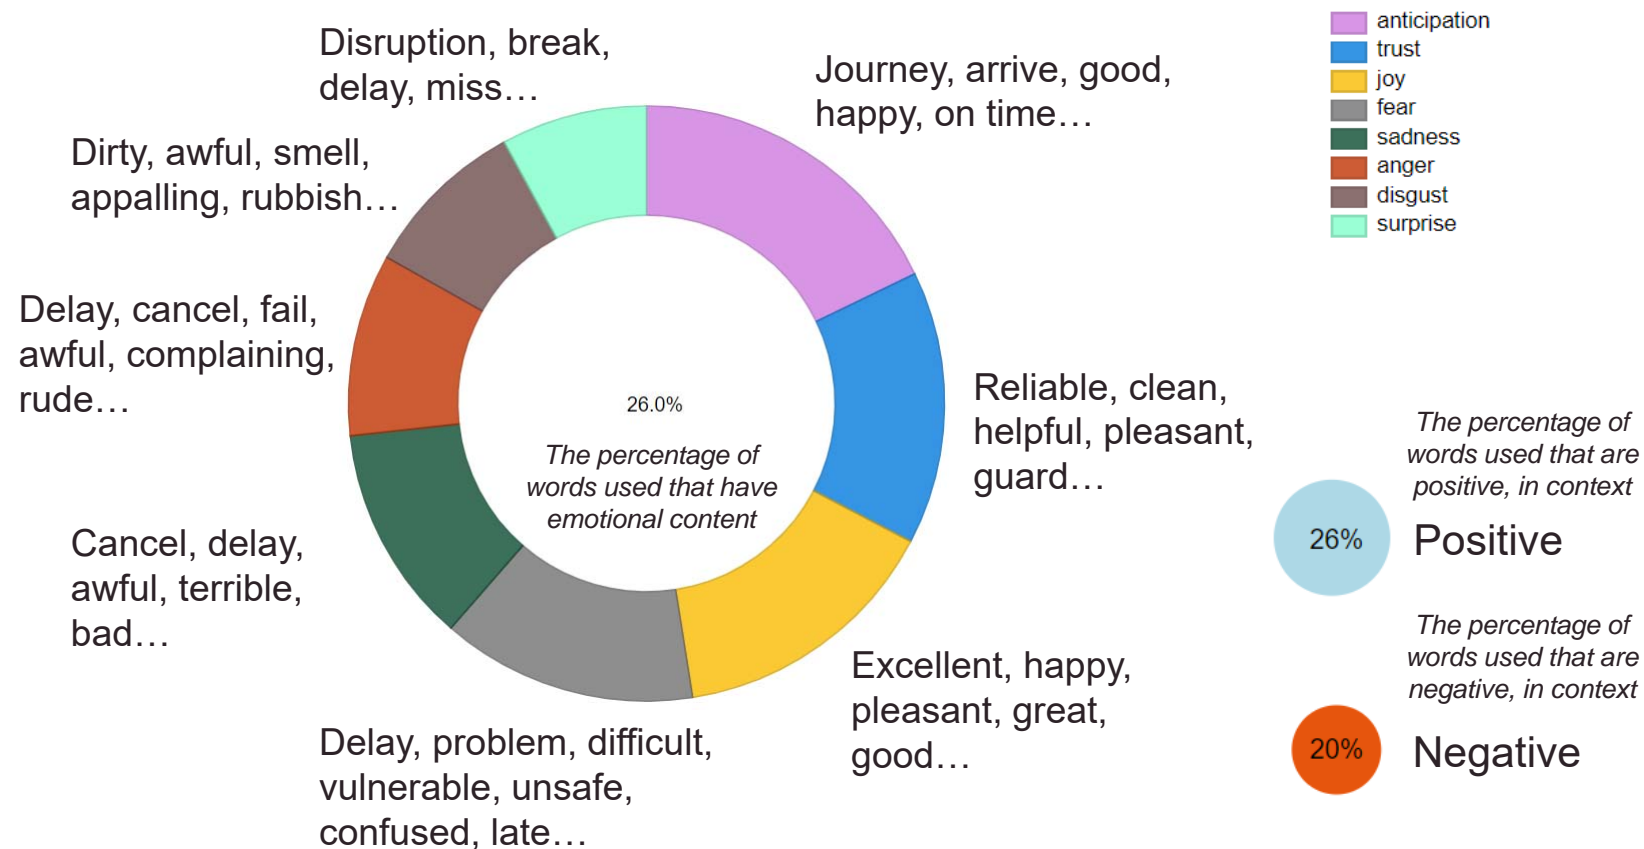 Disruption, break,
delay, miss…
Journey, arrive, good,
happy, on time…
anticipation
trust
joy
fear
sadness
anger
disgust
surprise
Dirty, awful, smell,
appalling, rubbish…
Delay, cancel, fail,
awful, complaining,
rude…
26.0%
The percentage of
words used that have
emotional content
Reliable, clean,
helpful, pleasant,
guard…
The percentage of
words used that are
positive, in context
26%
Positive
Cancel, delay,
awful, terrible,
bad…
The percentage of
words used that are
negative, in context
20%
Negative
Excellent, happy,
pleasant, great,
good…
Delay, problem, difficult,
vulnerable, unsafe,
confused, late…